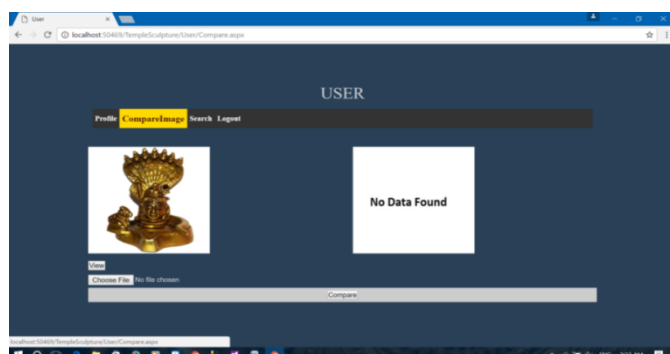 User
localhost:50469/TempleSculpture/User/Compare.aspx
USER
Profile CompareImage Search Logout
No Data Found
View
Choose File No file chosen
Compare
localhost:50469/TempleSculpture/User/Compare.aspx